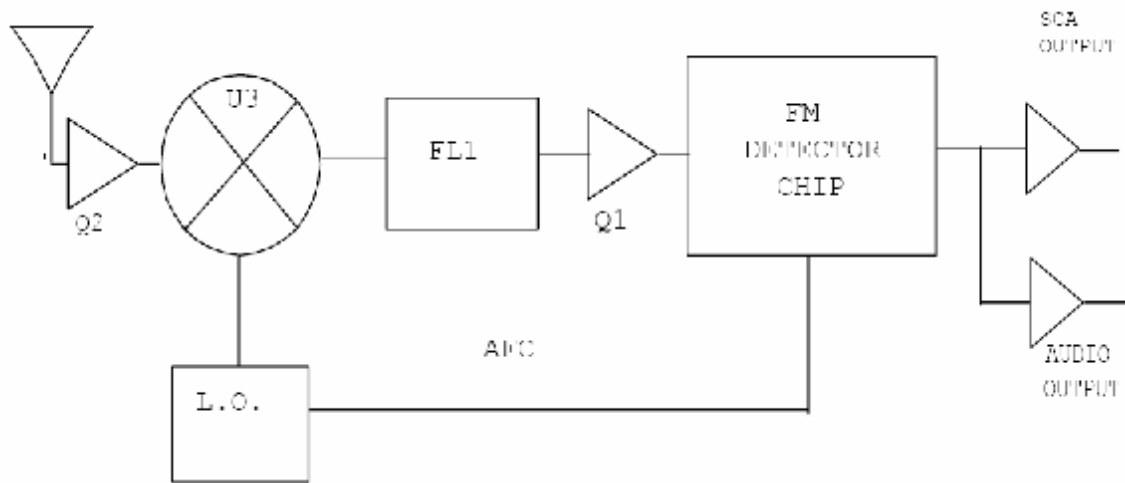 SCA
OUTPUT
U3
FM
DETECTOR
CHIP
FL1
Q2
Q1
AFC
L.O.
AUDIO
OUTPUT